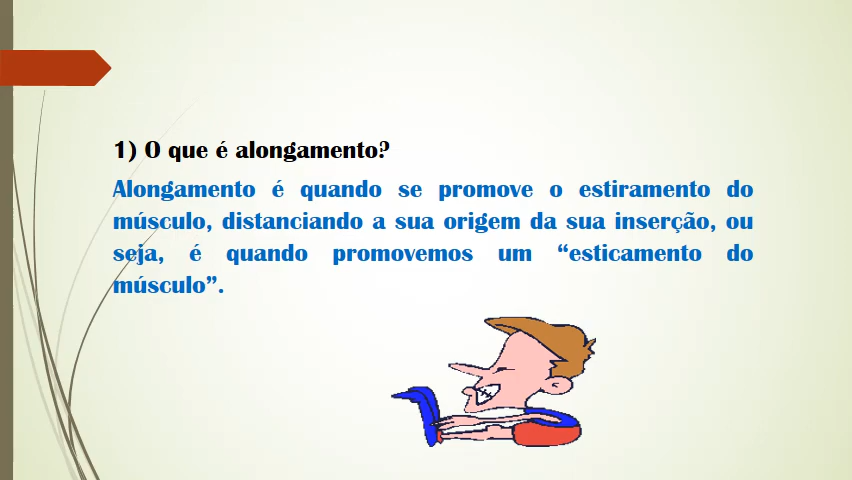 1) O que é alongamento?
Alongamento é quando se promove o estiramento do
músculo, distanciando a sua origem da sua inserção, ou
seja, é quando promovemos um “esticamento do
músculo”.